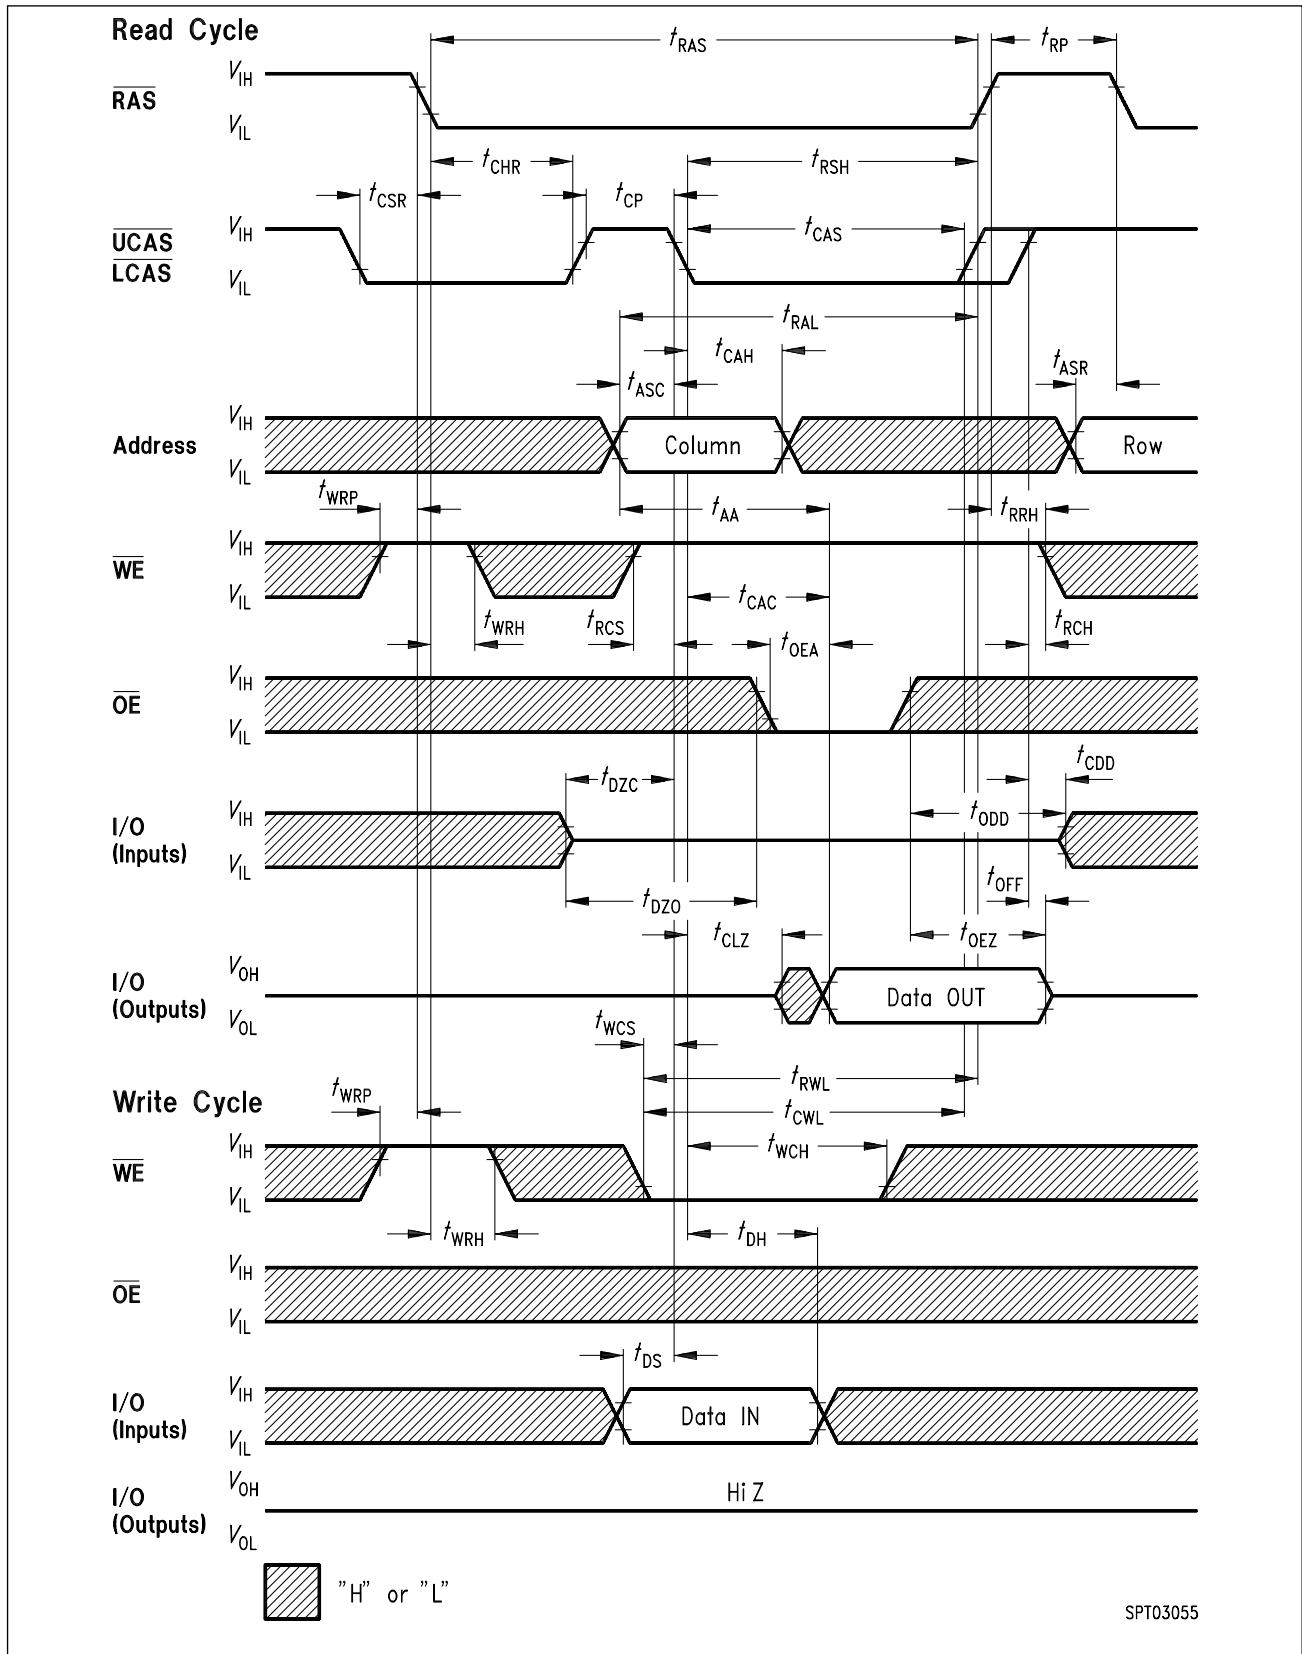 Read Cycle
tRAS
tRP
VIH
RAS
VIL
tCHR
tRSH
tCSR
tCP
VIH
tCAS
UCAS
LCAS
VIL
tRAL
tCAH
tASR
tASC
VIH
Address
Column
Row
VIL
tWRP
tAA
tRRH
VIH
WE
VIL
tCAC
tWRH
tRCS
tRCH
tOEA
VIH
OE
VIL
tCDD
tDZC
VIH
tODD
I/O
(Inputs)
VIL
tOFF
tDZO
tCLZ
tOEZ
VOH
I/O
(Outputs)
Data OUT
VOL
tWCS
tRWL
tWRP
Write Cycle
tCWL
VIH
tWCH
WE
VIL
tWRH
tDH
VIH
OE
VIL
tDS
VIH
I/O
(Inputs)
Data IN
VIL
VOH
Hi Z
I/O
(Outputs)
VOL
"H" or "L"
SPT03055